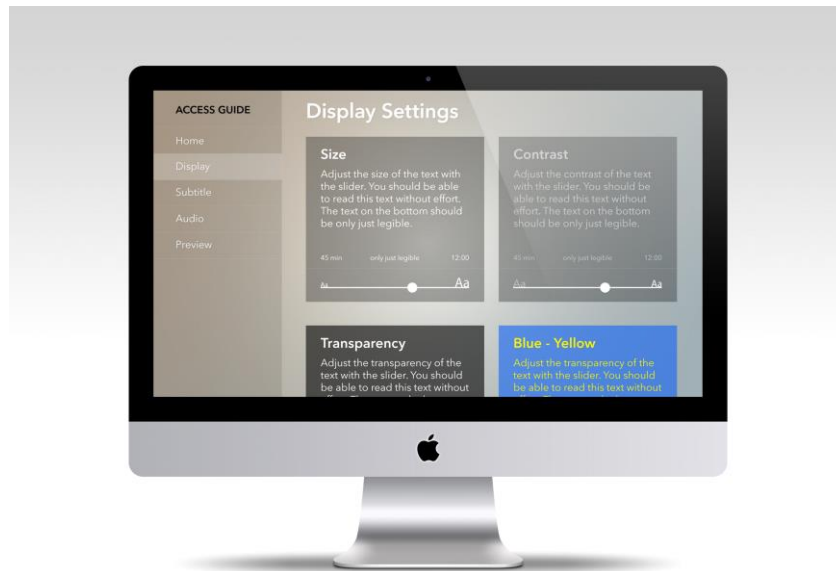 ACCESS GUIDE
Home
Display
Subtitle
Audio
Preview
Display Settings
Size
Adjust the size of the text with
the slider. You should be able
to read this text without effort.
The text on the bottom should
be only just legible.
45 min only just legible 12:00
Aa Aa
Contrast
Adjust the contrast of the text
with the slider. You should be
able to read this text without
effort. The text on the bottom
should be only just legible.
45 min only just legible 12:00
Aa Aa
Transparency
Adjust the transparency of the
text with the slider. You should
be able to read this text without
Blue - Yellow
Adjust the transparency of the
text with the slider. You should
be able to read this text without